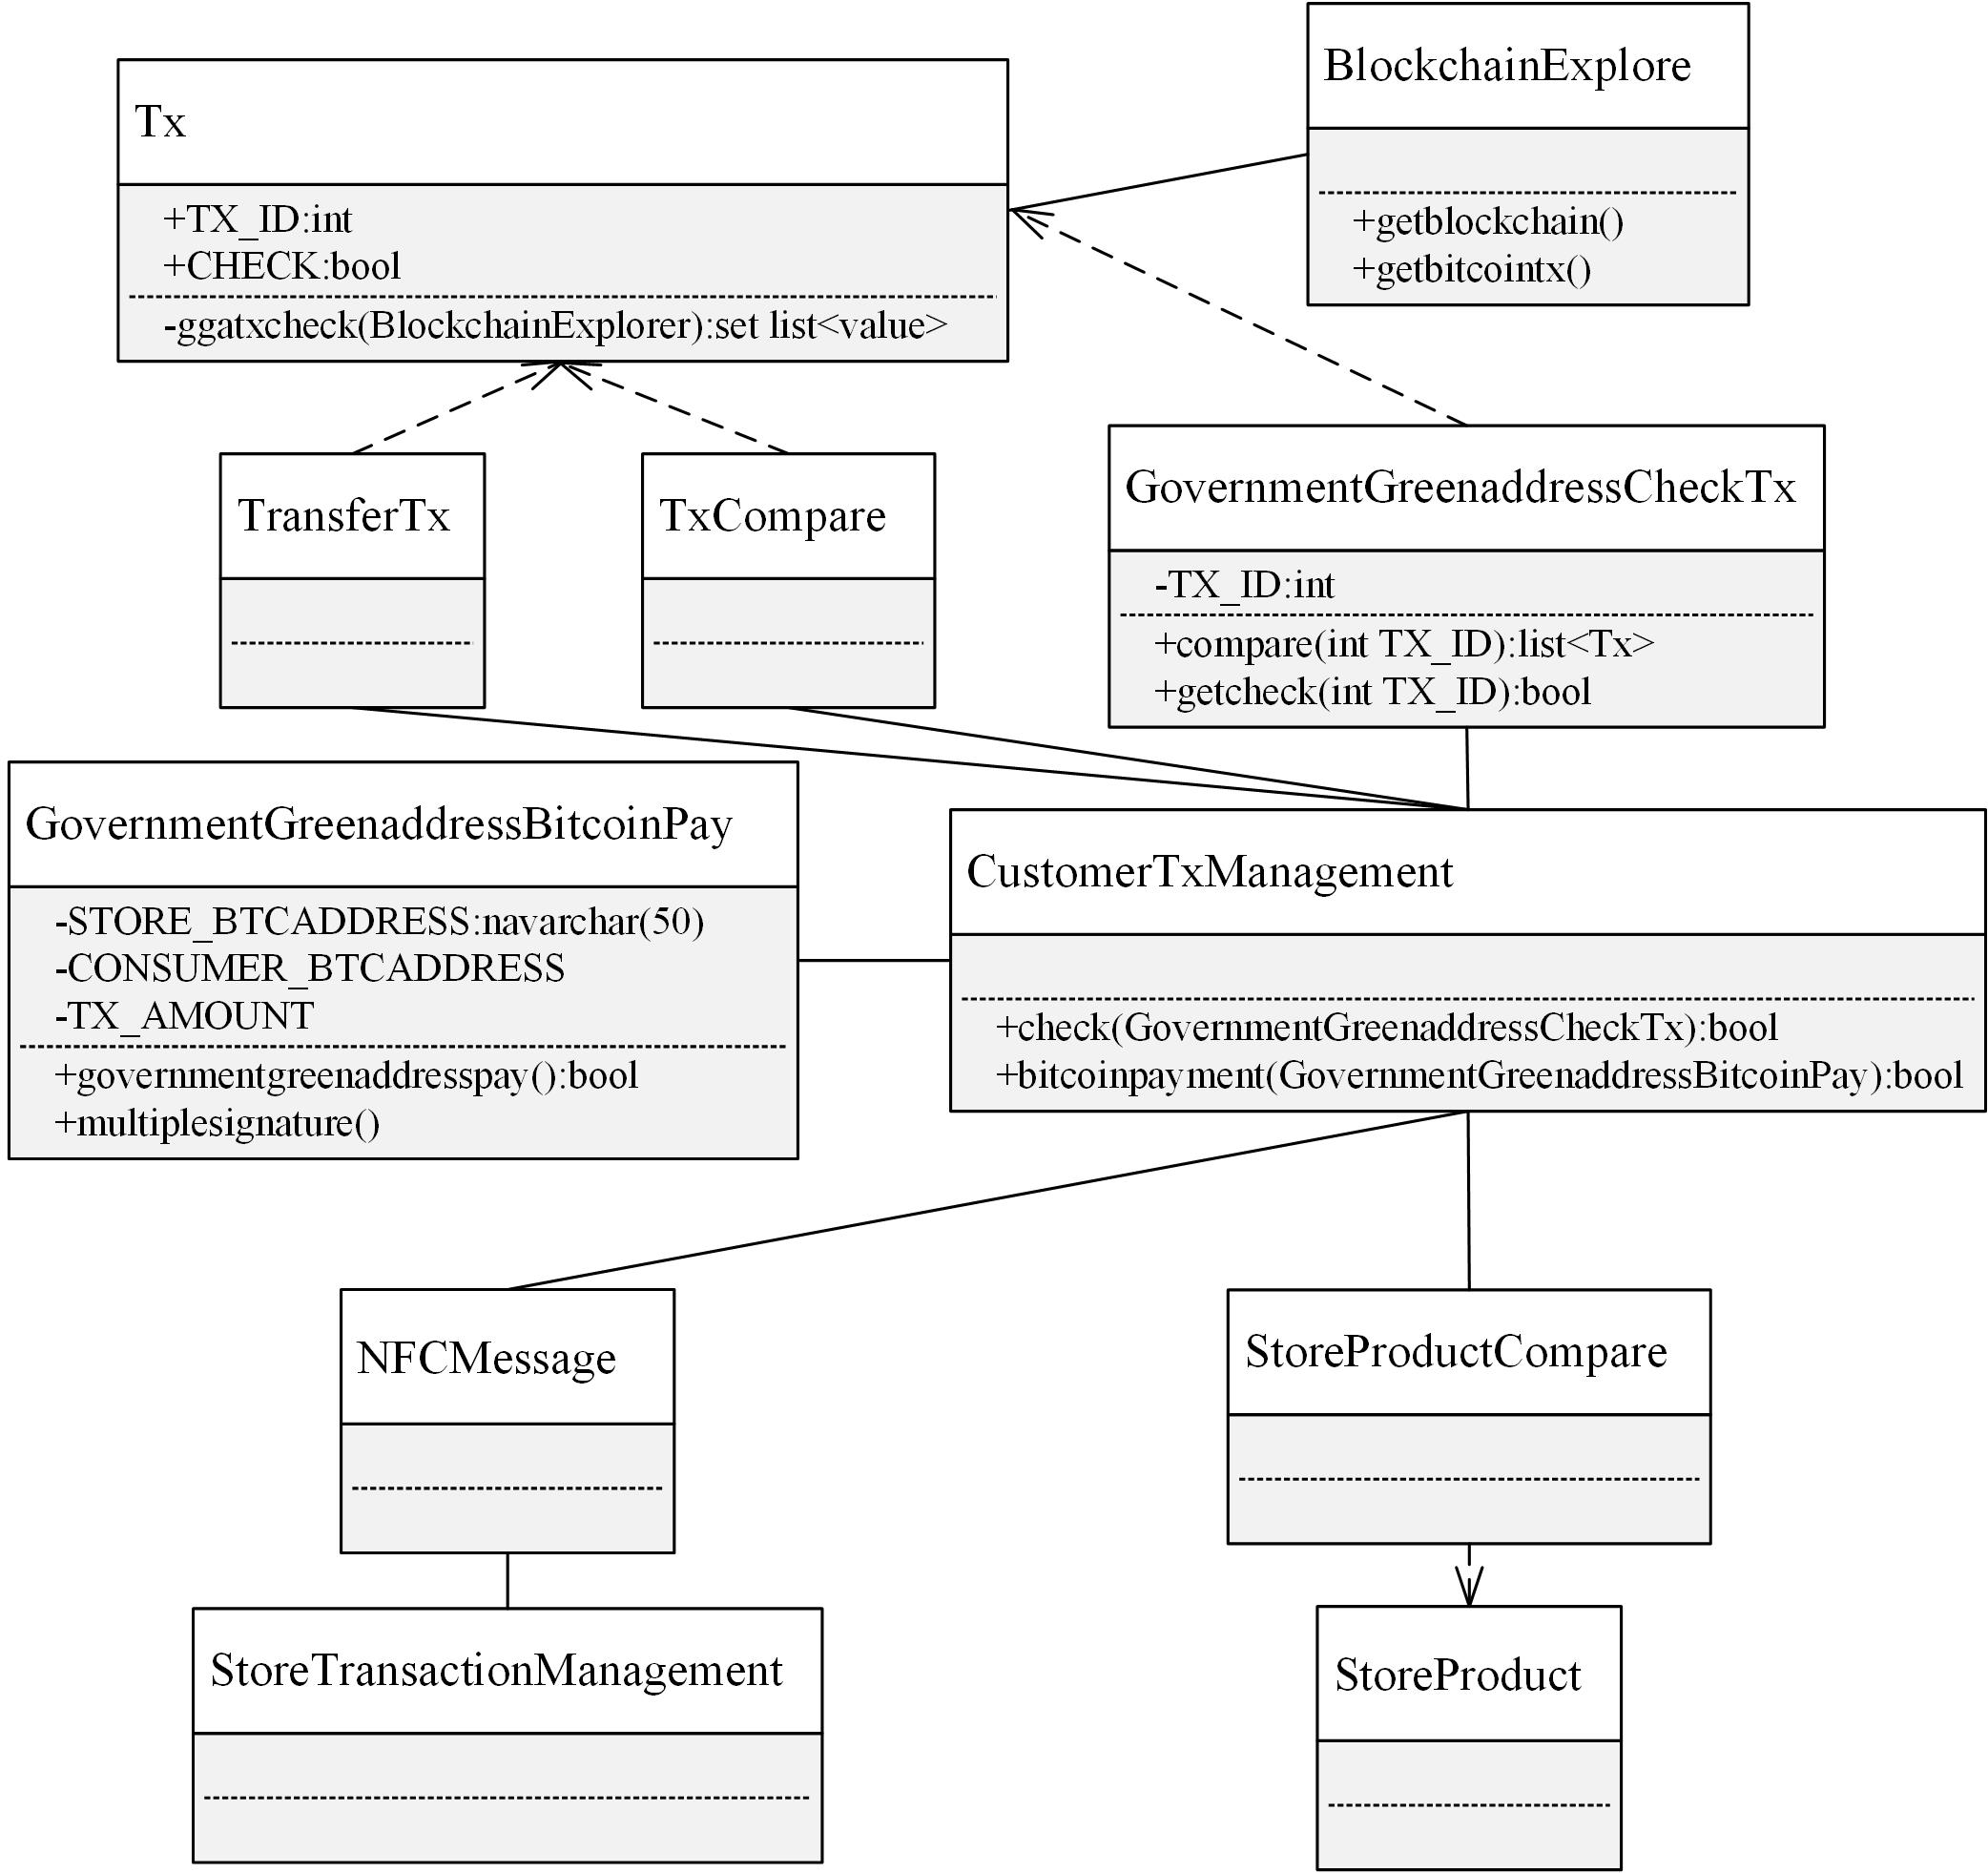 BlockchainExplore
+getblockchain()
+getbitcointx()
Tx
+TX_ID:int
+CHECK:bool
-ggatxcheck(BlockchainExplorer):set list<value>
TransferTx
TxCompare
GovernmentGreenaddressCheckTx
-TX_ID:int
+compare(int TX_ID):list<Tx>
+getcheck(int TX_ID):bool
GovernmentGreenaddressBitcoinPay
-STORE_BTCADDRESS:navarchar(50)
-CONSUMER_BTCADDRESS
-TX_AMOUNT
+governmentgreenaddresspay():bool
+multiplesignature()
CustomerTxManagement
+check(GovernmentGreenaddressCheckTx):bool
+bitcoinpayment(GovernmentGreenaddressBitcoinPay):bool
NFCMessage
StoreProductCompare
StoreTransactionManagement
StoreProduct